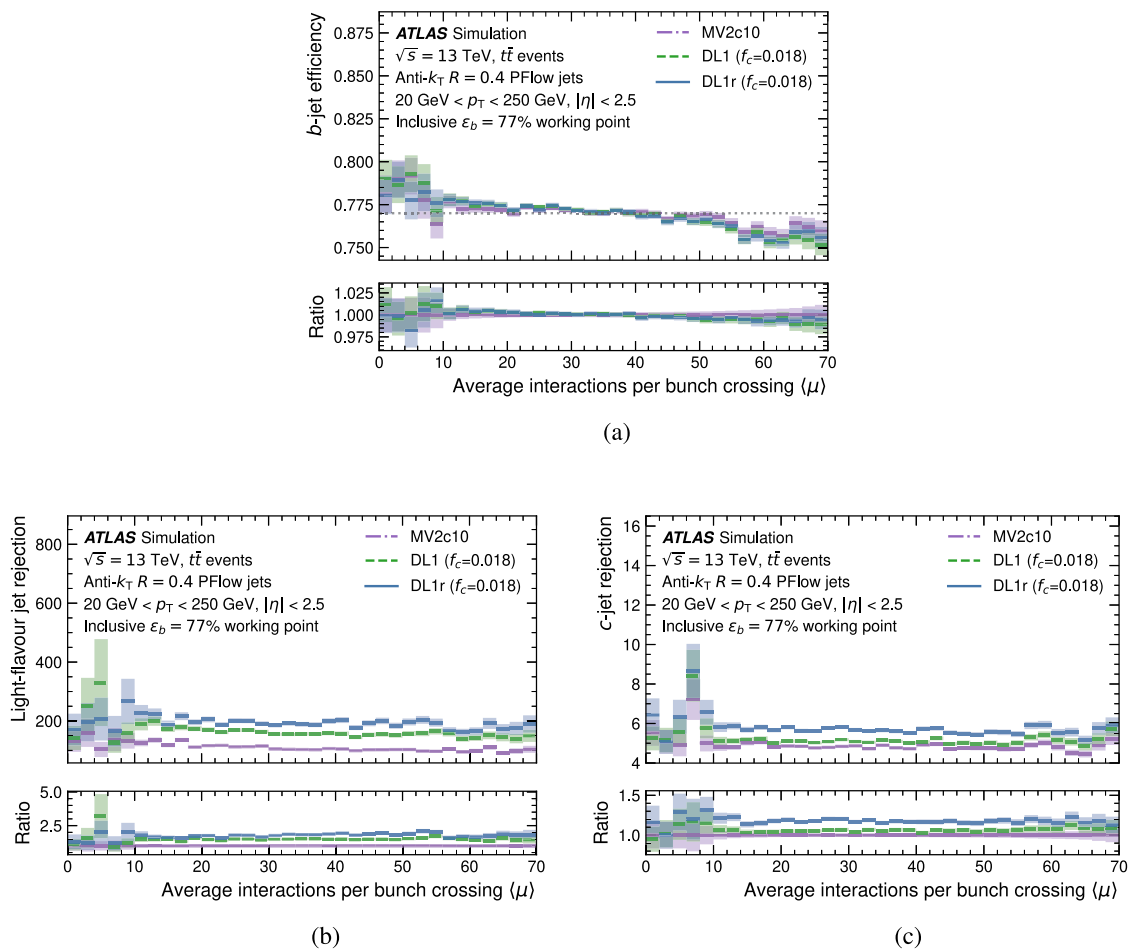 ATLAS Simulation
√s = 13 TeV, tt̄ events
Anti-kT R = 0.4 PFlow jets
20 GeV < pT < 250 GeV, |η| < 2.5
Inclusive εb = 77% working point
MV2c10
DL1 (fc=0.018)
DL1r (fc=0.018)
b-jet efficiency
0.875
0.850
0.825
0.800
0.775
0.750
Ratio
1.025
1.000
0.975
0 10 20 30 40 50 60 70
Average interactions per bunch crossing ⟨μ⟩
(a)
ATLAS Simulation
√s = 13 TeV, tt̄ events
Anti-kT R = 0.4 PFlow jets
20 GeV < pT < 250 GeV, |η| < 2.5
Inclusive εb = 77% working point
MV2c10
DL1 (fc=0.018)
DL1r (fc=0.018)
Light-flavour jet rejection
800
600
400
200
Ratio
5.0
2.5
0 10 20 30 40 50 60 70
Average interactions per bunch crossing ⟨μ⟩
(b)
ATLAS Simulation
√s = 13 TeV, tt̄ events
Anti-kT R = 0.4 PFlow jets
20 GeV < pT < 250 GeV, |η| < 2.5
Inclusive εb = 77% working point
MV2c10
DL1 (fc=0.018)
DL1r (fc=0.018)
c-jet rejection
16
14
12
10
8
6
4
Ratio
1.5
1.0
0 10 20 30 40 50 60 70
Average interactions per bunch crossing ⟨μ⟩
(c)